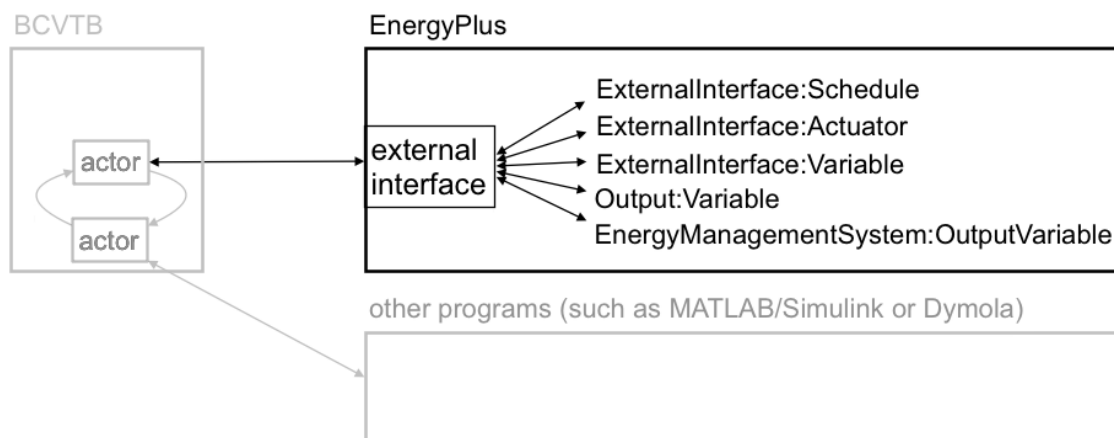 BCVTB
EnergyPlus
ExternalInterface:Schedule
ExternalInterface:Actuator
ExternalInterface:Variable
Output:Variable
EnergyManagementSystem:OutputVariable
external
interface
actor
actor
other programs (such as MATLAB/Simulink or Dymola)